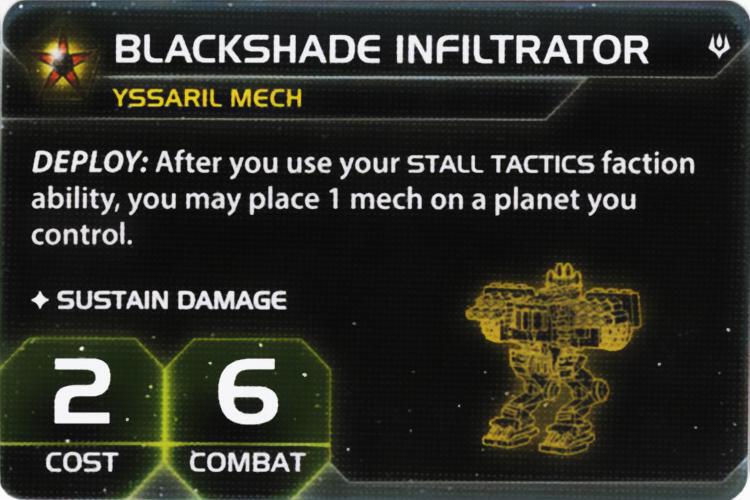 BLACKSHADE INFILTRATOR
YSSARIL MECH
DEPLOY: After you use your STALL TACTICS faction
ability, you may place 1 mech on a planet you
control.
✦ SUSTAIN DAMAGE
2 6
COST COMBAT